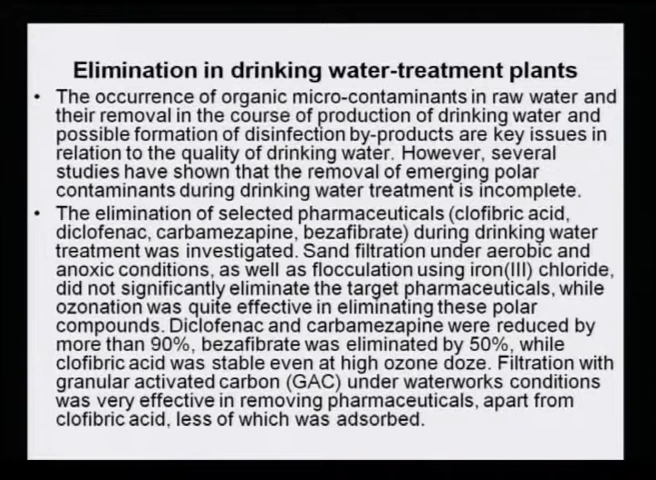 Elimination in drinking water-treatment plants
• The occurrence of organic micro-contaminants in raw water and
their removal in the course of production of drinking water and
possible formation of disinfection by-products are key issues in
relation to the quality of drinking water. However, several
studies have shown that the removal of emerging polar
contaminants during drinking water treatment is incomplete.
• The elimination of selected pharmaceuticals (clofibric acid,
diclofenac, carbamazepine, bezafibrate) during drinking water
treatment was investigated. Sand filtration under aerobic and
anoxic conditions, as well as flocculation using iron(III) chloride,
did not significantly eliminate the target pharmaceuticals, while
ozonation was quite effective in eliminating these polar
compounds. Diclofenac and carbamazepine were reduced by
more than 90%, bezafibrate was eliminated by 50%, while
clofibric acid was stable even at high ozone doze. Filtration with
granular activated carbon (GAC) under waterworks conditions
was very effective in removing pharmaceuticals, apart from
clofibric acid, less of which was adsorbed.